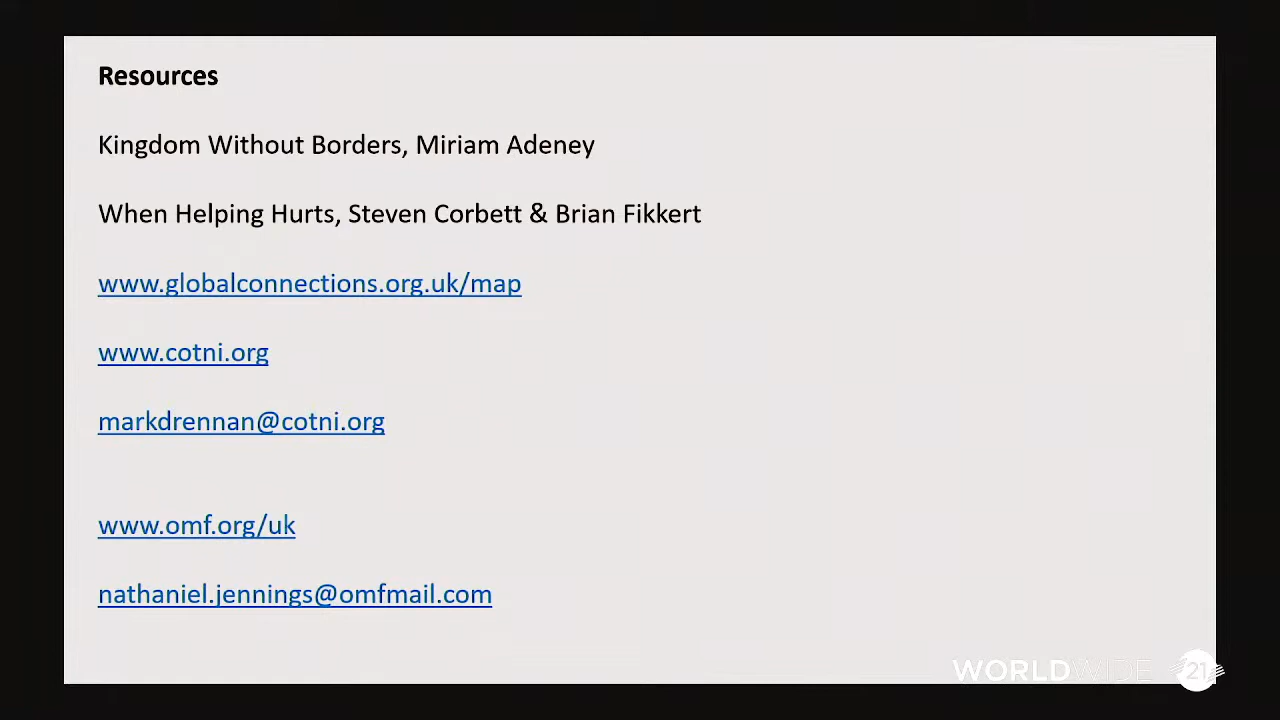 Resources
Kingdom Without Borders, Miriam Adeney
When Helping Hurts, Steven Corbett & Brian Fikkert
www.globalconnections.org.uk/map
www.cotni.org
markdrennan@cotni.org
www.omf.org/uk
nathaniel.jennings@omfmail.com
WORLDWIDE 21